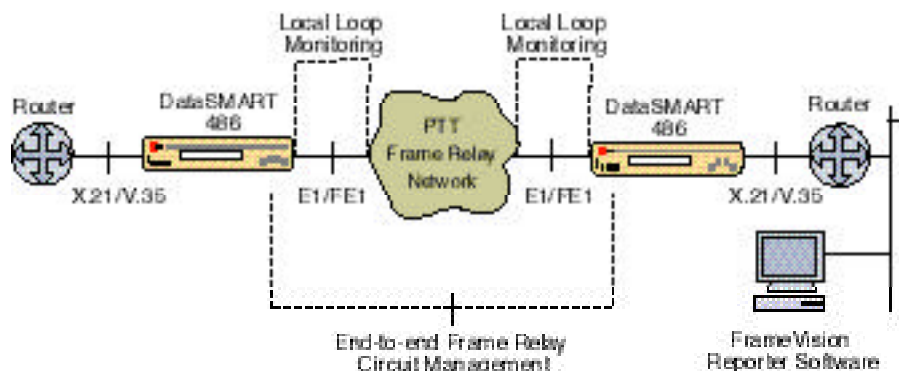 Local Loop
Monitoring
Local Loop
Monitoring
Router
DataSMART
486
PTT
Frame Relay
Network
DataSMART
486
Router
X.21/V.35
E1/FE1
E1/FE1
X.21/V.35
End-to-end Frame Relay
Circuit Management
FrameVision
Reporter Software